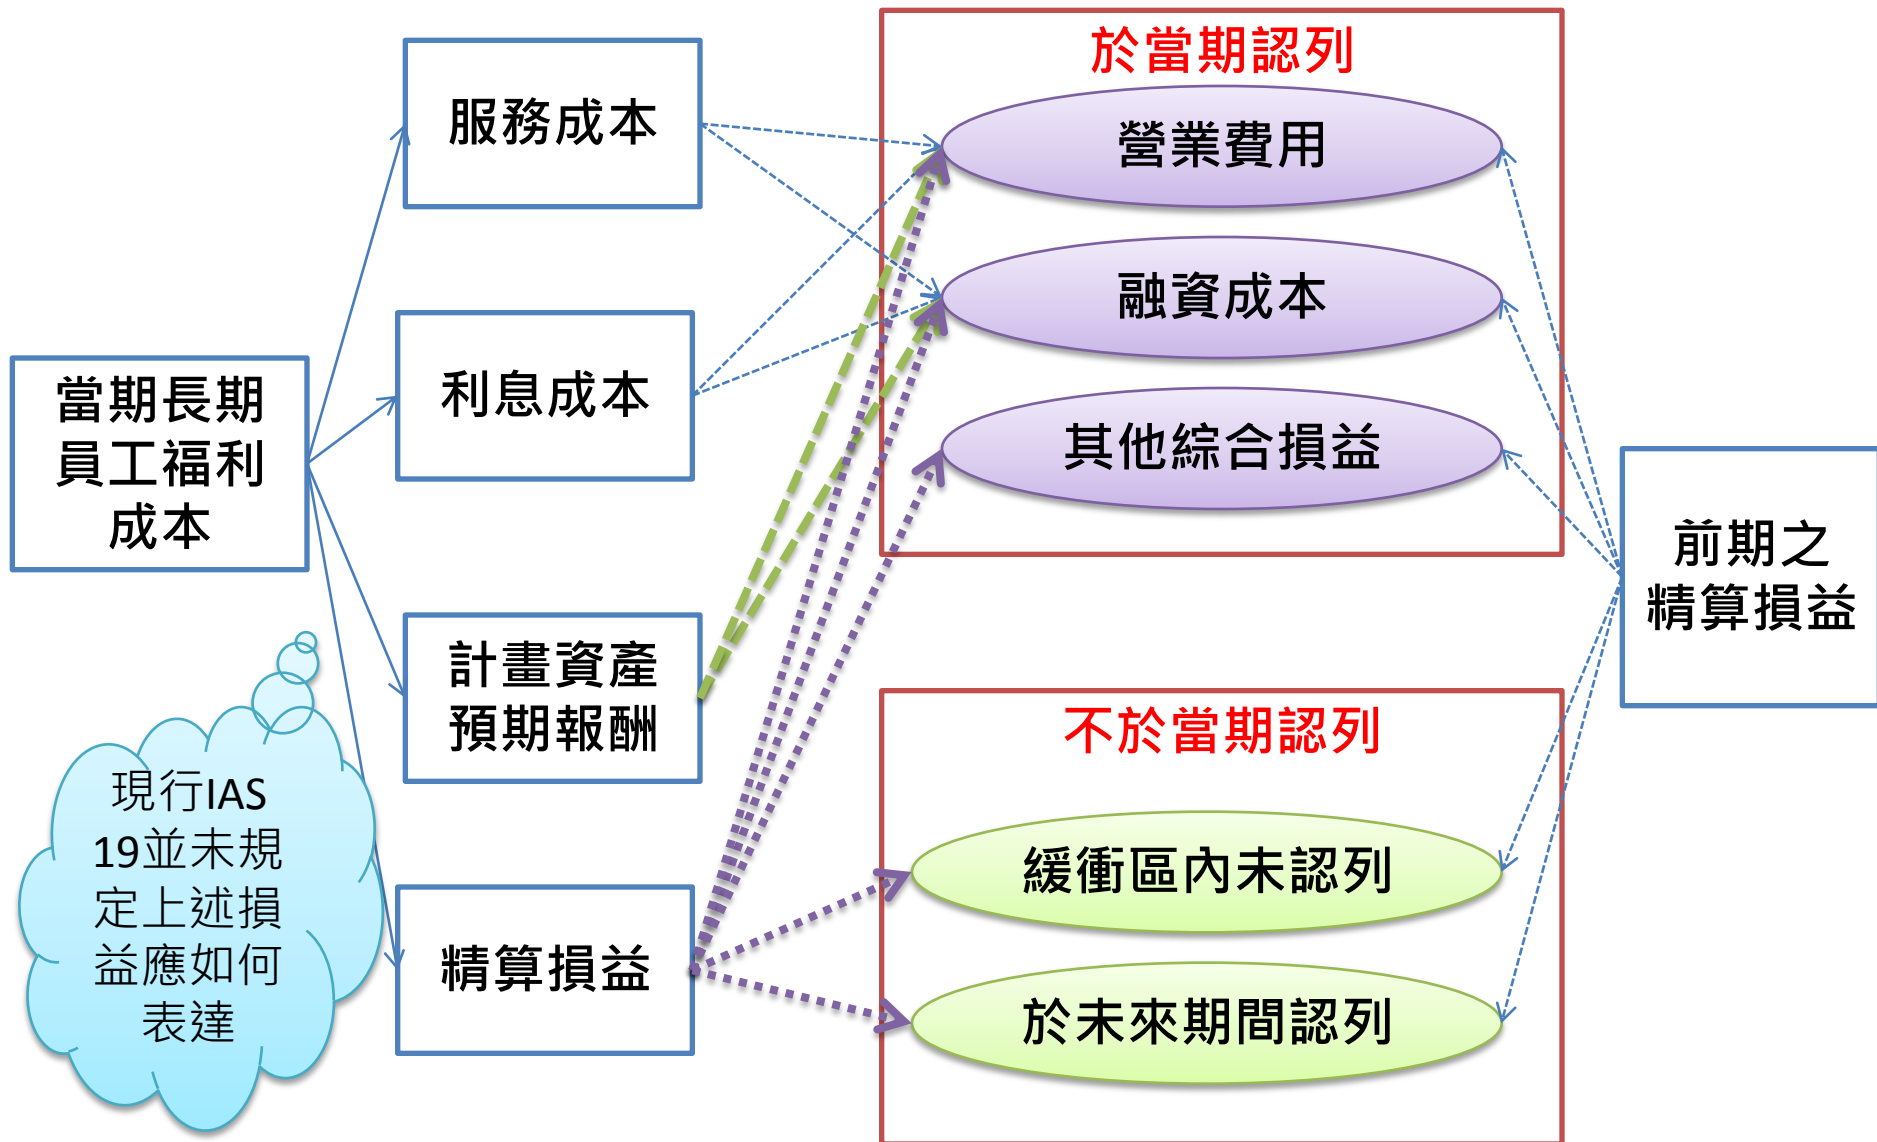 當期長期
員工福利
成本
服務成本
利息成本
計畫資產
預期報酬
精算損益
現行IAS
19並未規
定上述損
益應如何
表達
於當期認列
營業費用
融資成本
其他綜合損益
不於當期認列
緩衝區內未認列
於未來期間認列
前期之
精算損益